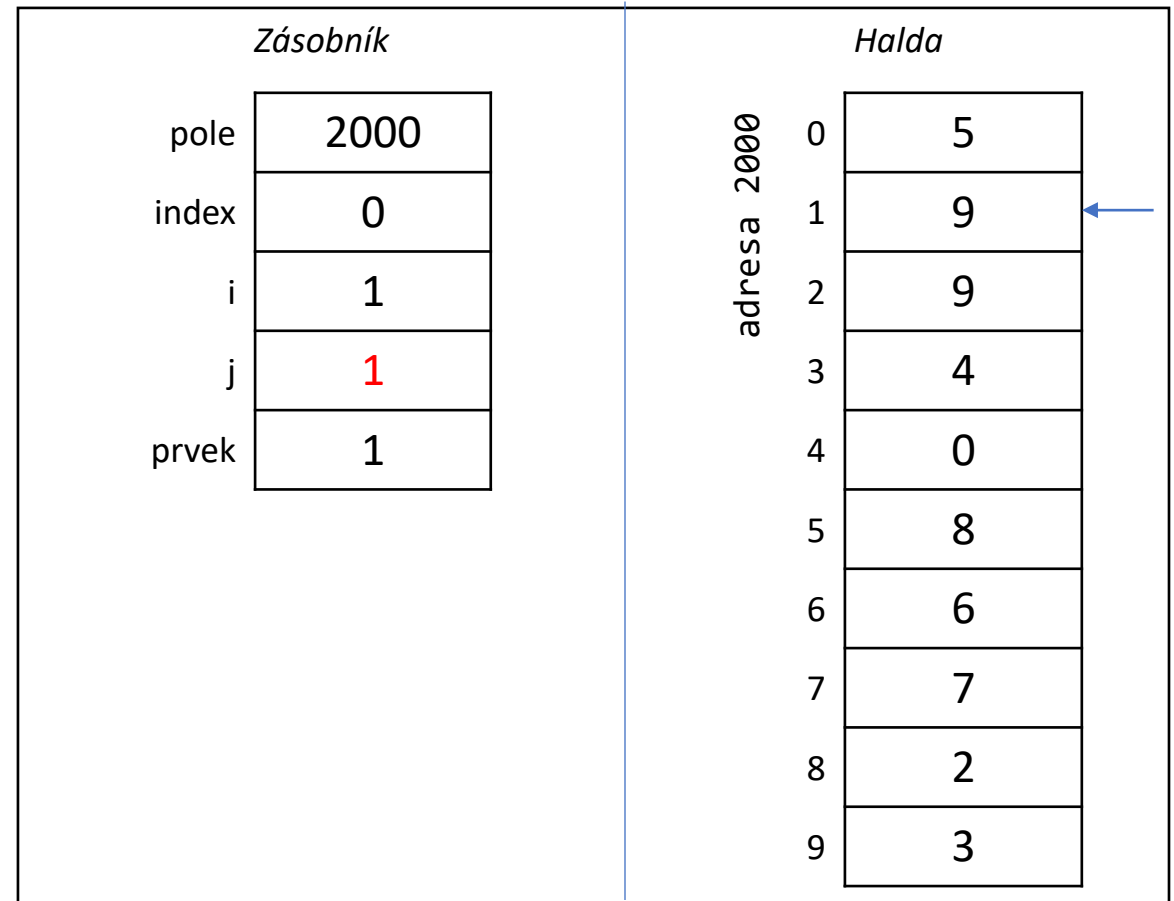 Zásobník
pole 2000
index 0
i 1
j 1
prvek 1
Halda
adresa 2000
0 5
1 9
2 9
3 4
4 0
5 8
6 6
7 7
8 2
9 3